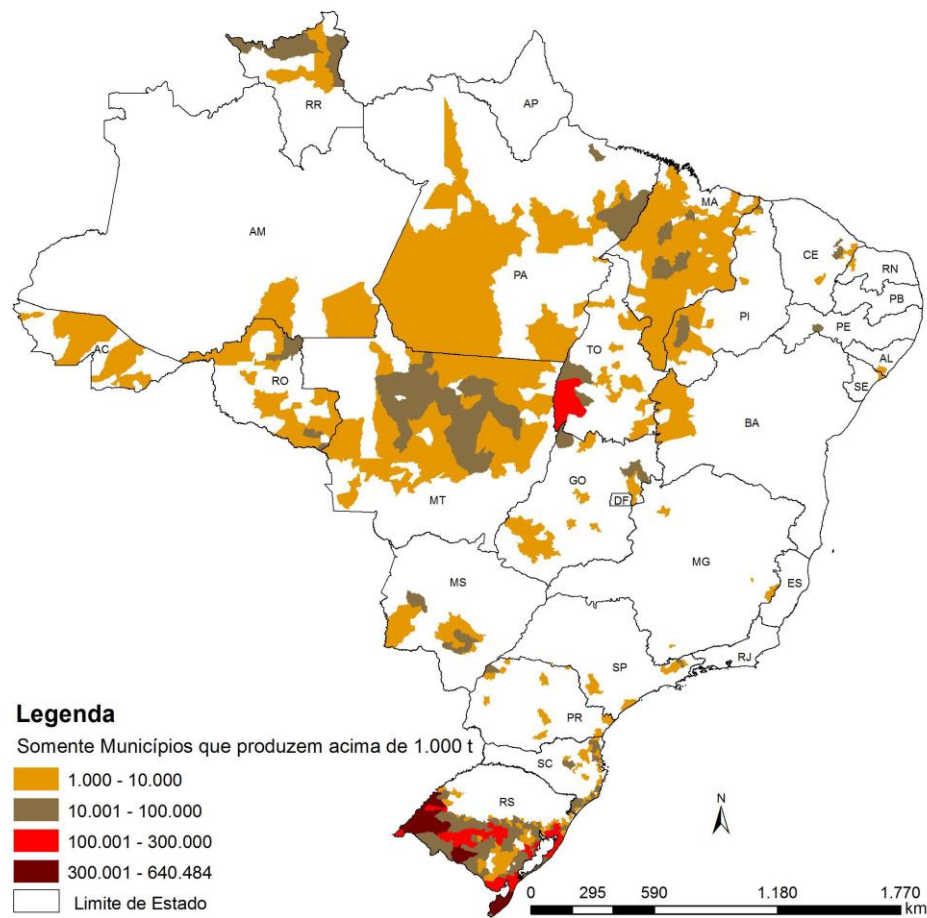 RR
AP
AM
PA
MA
CE
RN
PB
PI
PE
AL
SE
AC
RO
TO
BA
MT
GO
DF
MG
ES
MS
SP
RJ
PR
SC
RS
Legenda
Somente Municípios que produzem acima de 1.000 t
1.000 - 10.000
10.001 - 100.000
100.001 - 300.000
300.001 - 640.484
Limite de Estado
N
0 295 590 1.180 1.770
km